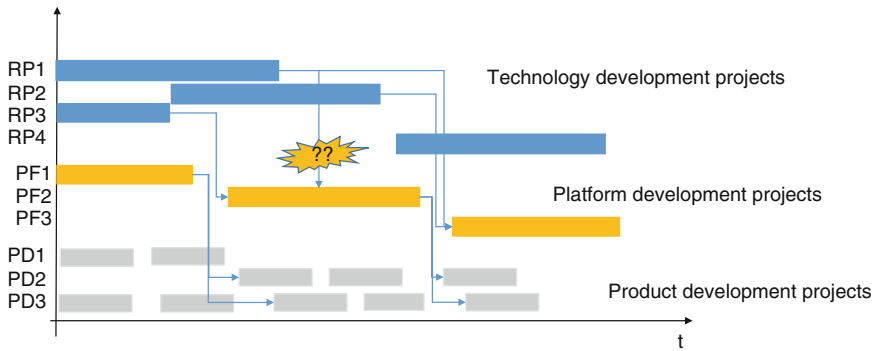 RP1
RP2
RP3
RP4
Technology development projects
??
PF1
PF2
PF3
Platform development projects
PD1
PD2
PD3
Product development projects
t